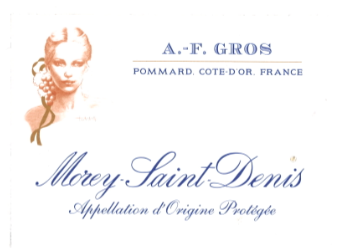 A.-F. GROS
POMMARD. COTE-D'OR. FRANCE
Morey-Saint-Denis
Appellation d'Origine Protégée